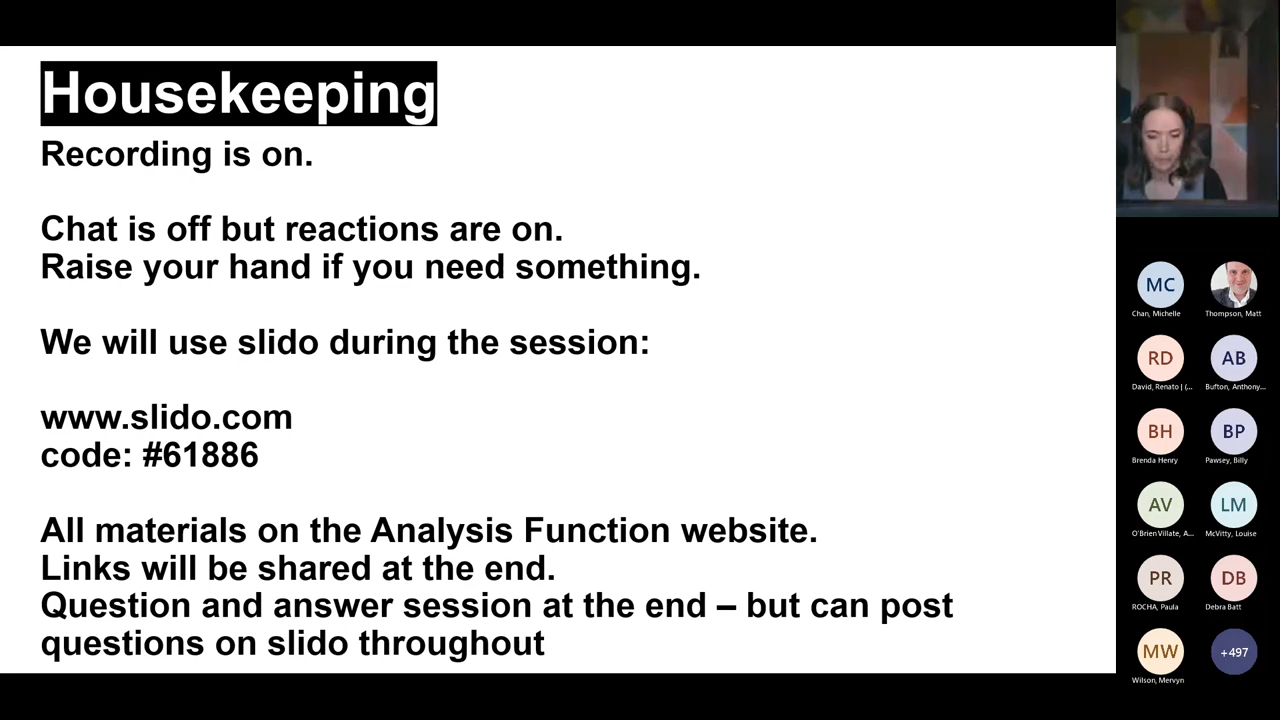 Housekeeping
Recording is on.
Chat is off but reactions are on.
Raise your hand if you need something.
We will use slido during the session:
www.slido.com
code: #61886
All materials on the Analysis Function website.
Links will be shared at the end.
Question and answer session at the end – but can post
questions on slido throughout
MC
Chan, Michelle
Thompson, Matt
RD
David, Renato | (...
AB
Bufton, Anthony...
BH
Brenda Henry
BP
Pawsey, Billy
AV
O'Brien Villate, A...
LM
McVitty, Louise
PR
ROCHA, Paula
DB
Debra Batt
MW
Wilson, Mervyn
+497